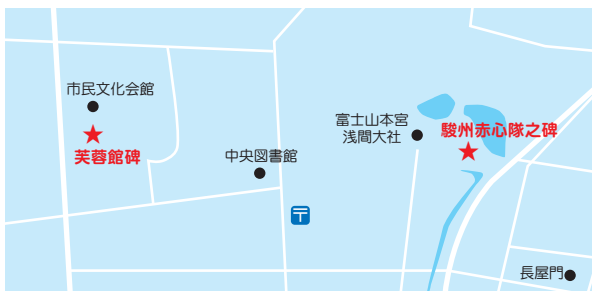 市民文化会館
芙蓉館碑
中央図書館
富士山本宮
浅間大社
駿州赤心隊之碑
〒
長屋門